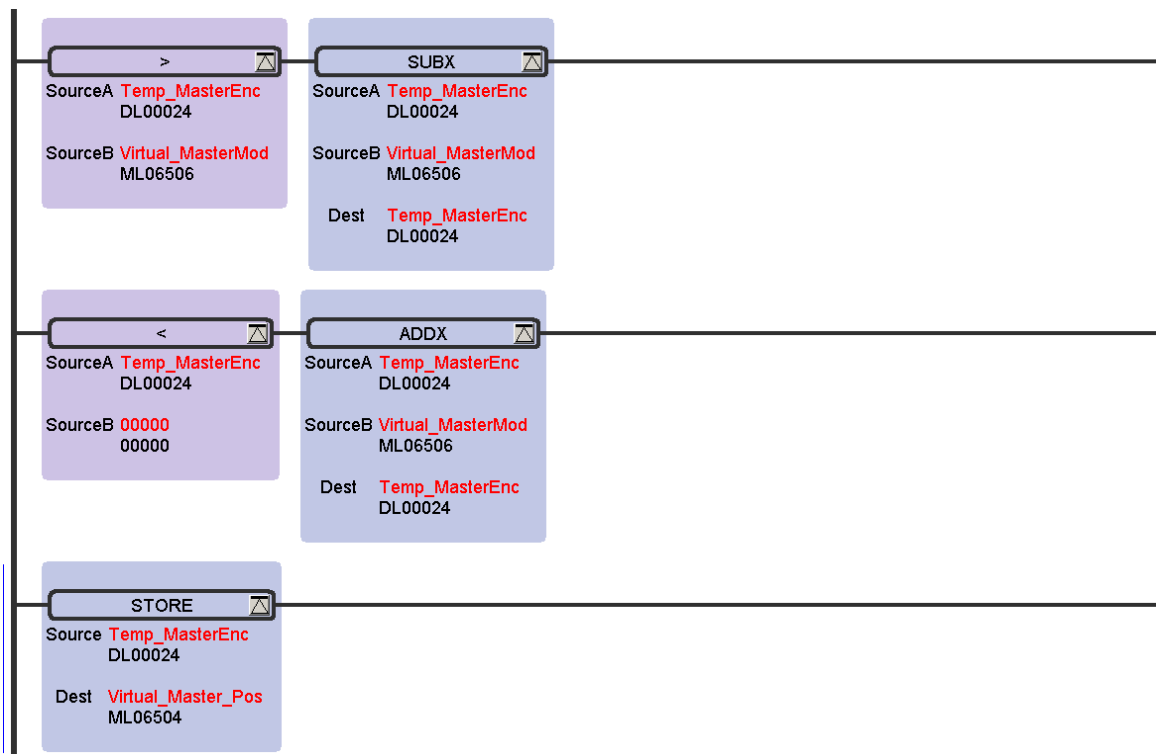 > SUBX
SourceA Temp_MasterEnc SourceA Temp_MasterEnc
DL00024 DL00024
SourceB Virtual_MasterMod SourceB Virtual_MasterMod
ML06506 ML06506
Dest Temp_MasterEnc
DL00024
< ADDX
SourceA Temp_MasterEnc SourceA Temp_MasterEnc
DL00024 DL00024
SourceB 00000 SourceB Virtual_MasterMod
00000 ML06506
Dest Temp_MasterEnc
DL00024
STORE
Source Temp_MasterEnc
DL00024
Dest Virtual_Master_Pos
ML06504